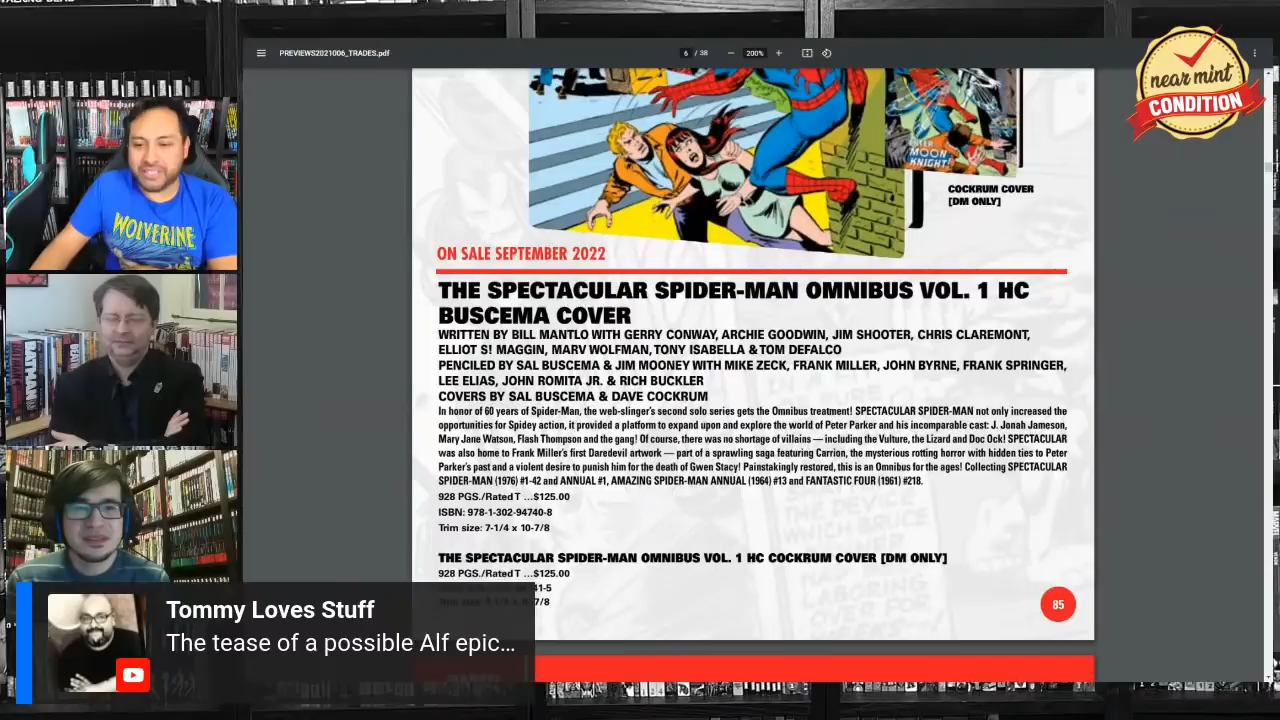 PREVIEWS2021006_TRADES.pdf
6 / 38
200%
near mint
CONDITION
WOLVERINE
BATMAN
ENTER
MOON
KNIGHT!
COCKRUM COVER
[DM ONLY]
ON SALE SEPTEMBER 2022
THE SPECTACULAR SPIDER-MAN OMNIBUS VOL. 1 HC
BUSCEMA COVER
WRITTEN BY BILL MANTLO WITH GERRY CONWAY, ARCHIE GOODWIN, JIM SHOOTER, CHRIS CLAREMONT,
ELLIOT S! MAGGIN, MARV WOLFMAN, TONY ISABELLA & TOM DEFALCO
PENCILED BY SAL BUSCEMA & JIM MOONEY WITH MIKE ZECK, FRANK MILLER, JOHN BYRNE, FRANK SPRINGER,
LEE ELIAS, JOHN ROMITA JR. & RICH BUCKLER
COVERS BY SAL BUSCEMA & DAVE COCKRUM
In honor of 60 years of Spider-Man, the web-slinger's second solo series gets the Omnibus treatment! SPECTACULAR SPIDER-MAN not only increased the
opportunities for Spidey action, it provided a platform to expand upon and explore the world of Peter Parker and his incomparable cast: J. Jonah Jameson,
Mary Jane Watson, Flash Thompson and the gang! Of course, there was no shortage of villains — including the Vulture, the Lizard and Doc Ock! SPECTACULAR
was also home to Frank Miller's first Daredevil artwork — part of a sprawling saga featuring Carrion, the mysterious rotting horror with hidden ties to Peter
Parker's past and a violent desire to punish him for the death of Gwen Stacy! Painstakingly restored, this is an Omnibus for the ages! Collecting SPECTACULAR
SPIDER-MAN (1976) #1-42 and ANNUAL #1, AMAZING SPIDER-MAN ANNUAL (1964) #13 and FANTASTIC FOUR (1961) #218.
928 PGS./Rated T ...$125.00
ISBN: 978-1-302-94740-8
Trim size: 7-1/4 x 10-7/8
THE SPECTACULAR SPIDER-MAN OMNIBUS VOL. 1 HC COCKRUM COVER [DM ONLY]
928 PGS./Rated T ...$125.00
41-5
7/8
85
Tommy Loves Stuff
The tease of a possible Alf epic…